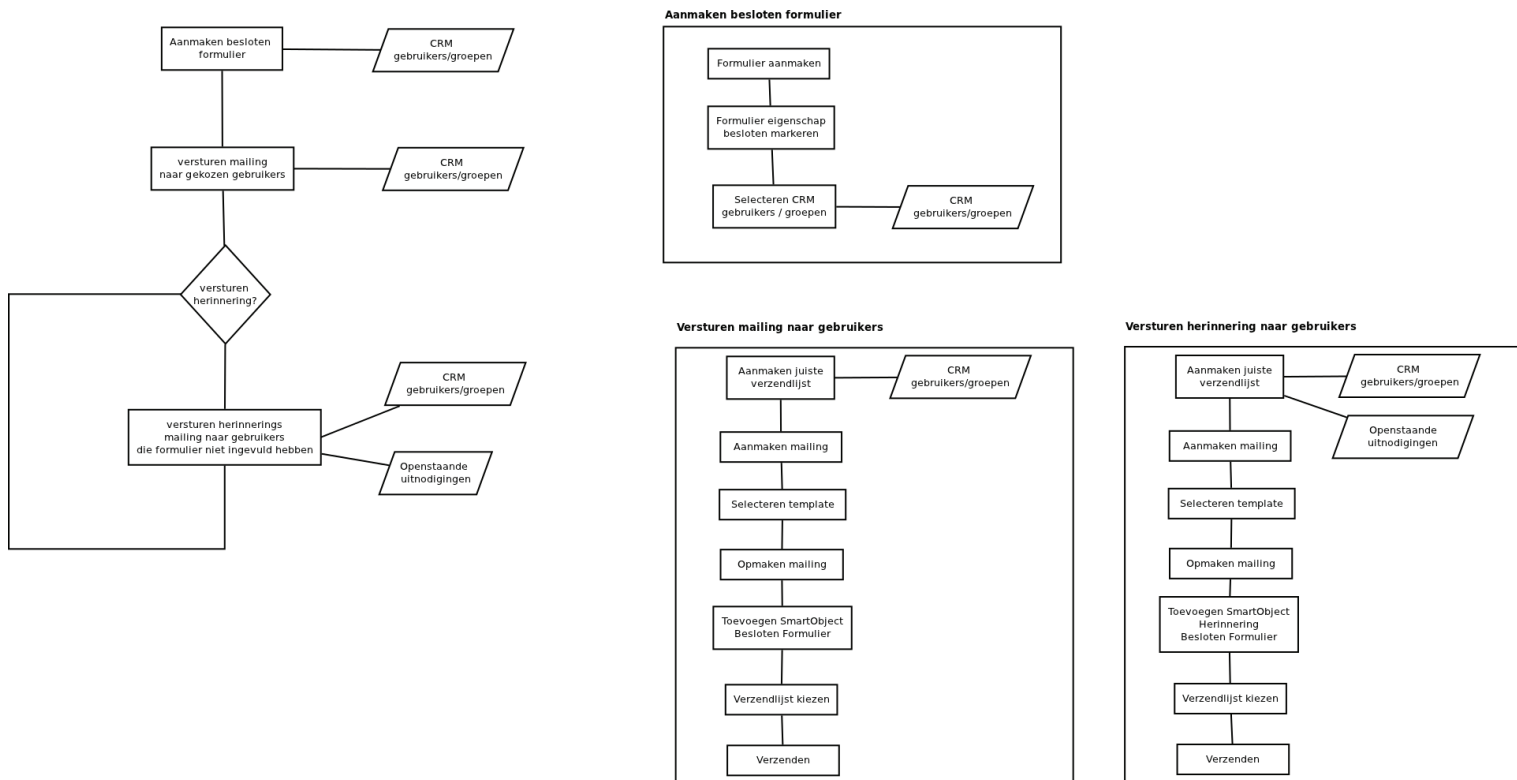 Aanmaken besloten
formulier
CRM
gebruikers/groepen
versturen mailing
naar gekozen gebruikers
CRM
gebruikers/groepen
versturen
herinnering?
CRM
gebruikers/groepen
versturen herinnerings
mailing naar gebruikers
die formulier niet ingevuld hebben
Openstaande
uitnodigingen
Aanmaken besloten formulier
Formulier aanmaken
Formulier eigenschap
besloten markeren
Selecteren CRM
gebruikers / groepen
CRM
gebruikers/groepen
Versturen mailing naar gebruikers
Aanmaken juiste
verzendlijst
CRM
gebruikers/groepen
Aanmaken mailing
Selecteren template
Opmaken mailing
Toevoegen SmartObject
Besloten Formulier
Verzendlijst kiezen
Verzenden
Versturen herinnering naar gebruikers
Aanmaken juiste
verzendlijst
CRM
gebruikers/groepen
Openstaande
uitnodigingen
Aanmaken mailing
Selecteren template
Opmaken mailing
Toevoegen SmartObject
Herinnering
Besloten Formulier
Verzendlijst kiezen
Verzenden